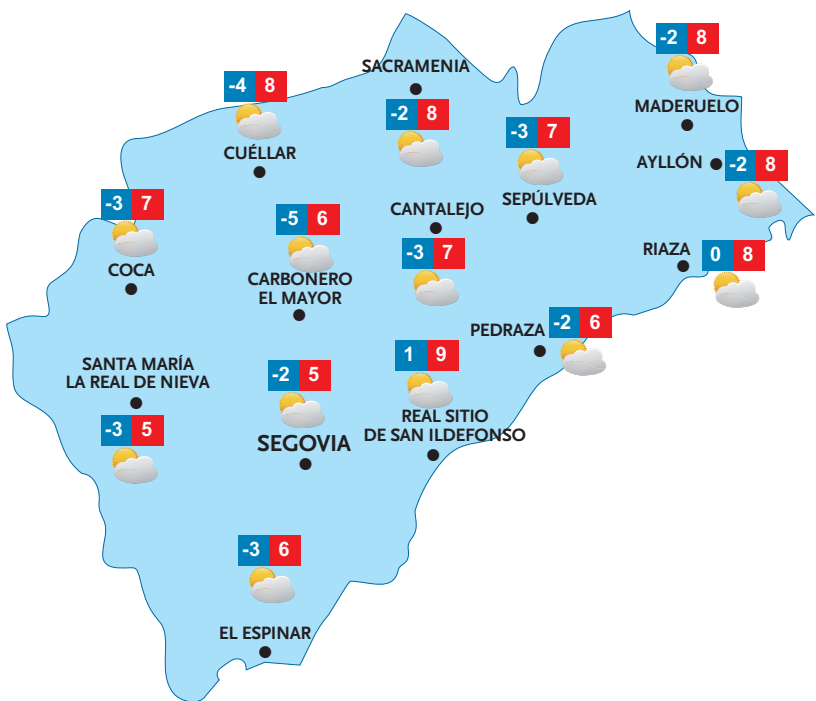 -2 8
MADERUELO
SACRAMENIA
-2 8
-4 8
CUÉLLAR
-3 7
SEPÚLVEDA
AYLLÓN
-2 8
-3 7
COCA
-5 6
CARBONERO
EL MAYOR
CANTALEJO
-3 7
RIAZA
0 8
PEDRAZA
-2 6
SANTA MARÍA
LA REAL DE NIEVA
-3 5
-2 5
SEGOVIA
1 9
REAL SITIO
DE SAN ILDEFONSO
-3 6
EL ESPINAR